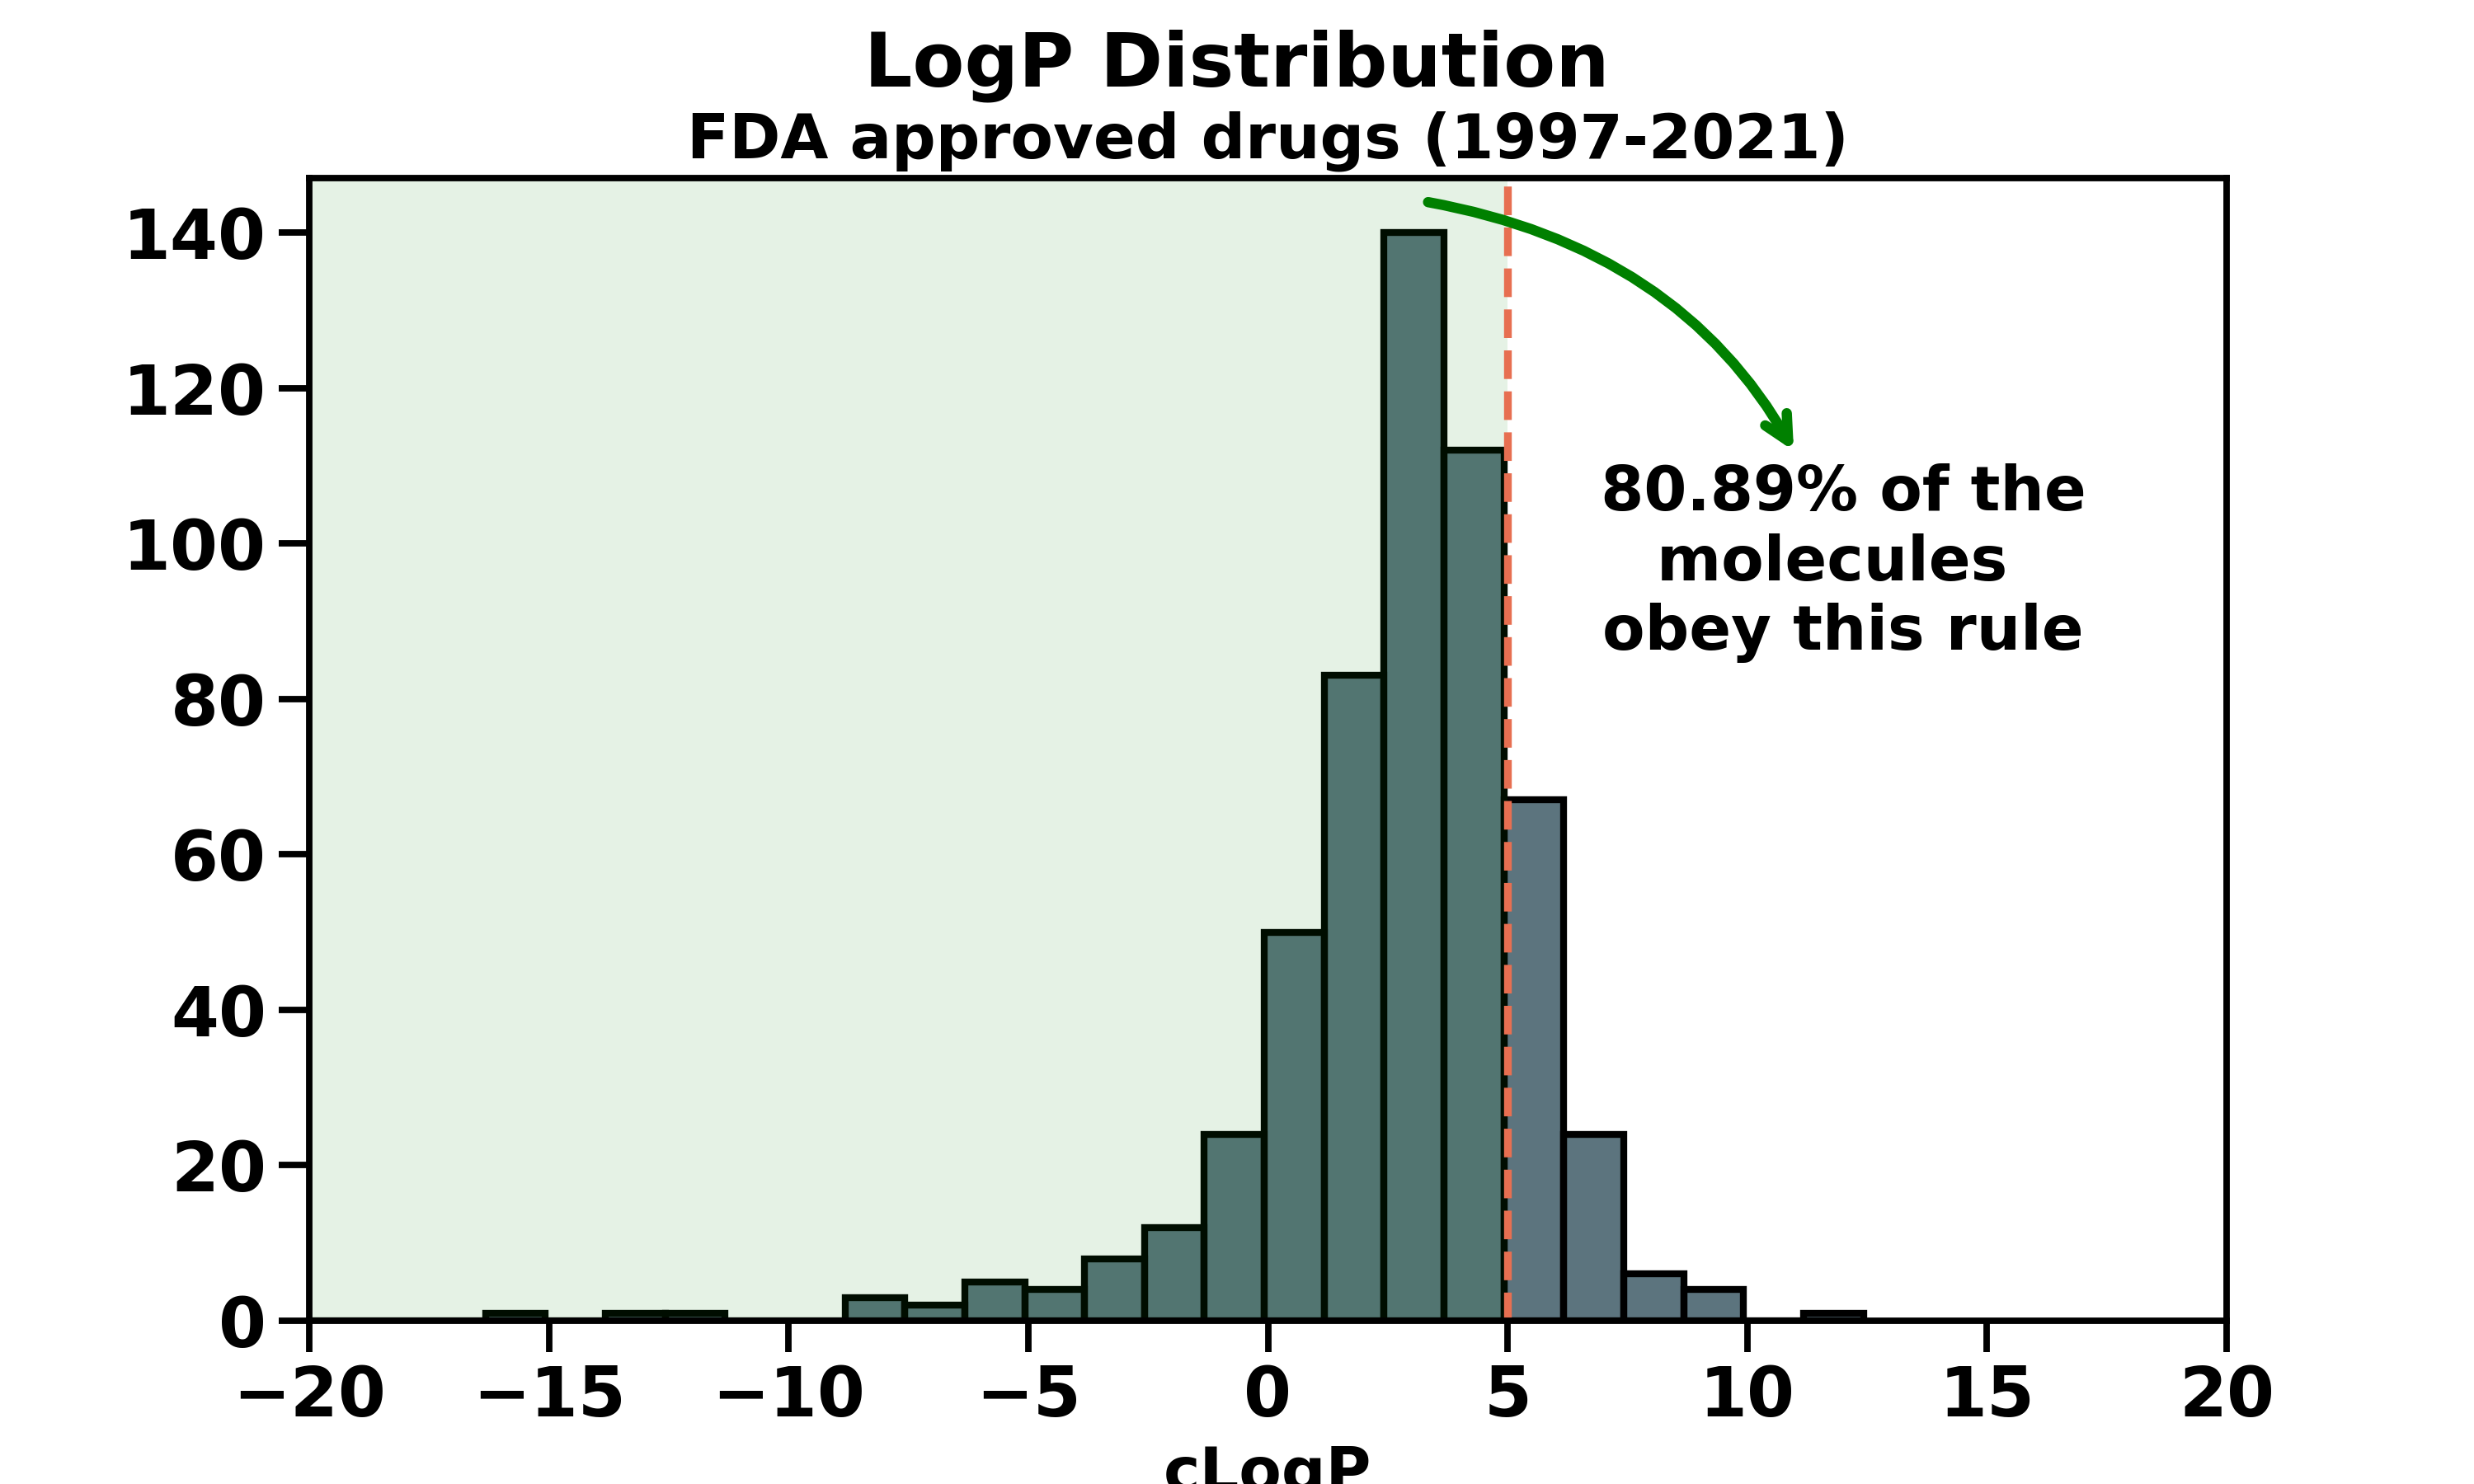 LogP Distribution
FDA approved drugs (1997-2021)
140
120
100
80
60
40
20
0
80.89% of the
molecules
obey this rule
−20 −15 −10 −5 0 5 10 15 20
cLogP